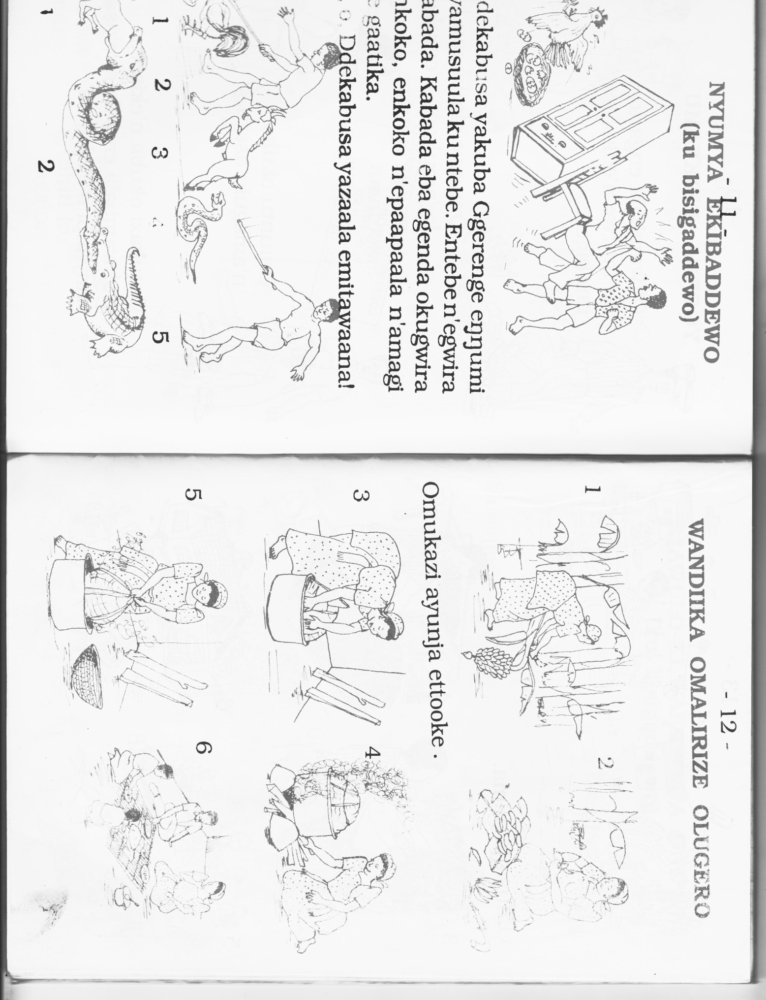 - 11 -
NYUMYA EKIBADDEWO
(ku bisigaddewo)
dekabusa yakuba Ggerenge eŋŋumi
yamusuula ku ntebe. Entebe n'egwira
abada. Kabada eba egenda okugwira
nkoko, enkoko n'epaapaala n'amagi
e gaatika.
o, Ddekabusa yazaala emitawaana!
1 2 3 4 5
1 2
- 12 -
WANDIIKA OMALIRIZE OLUGERO
1 2
Omukazi ayunja ettooke.
3 4
5 6